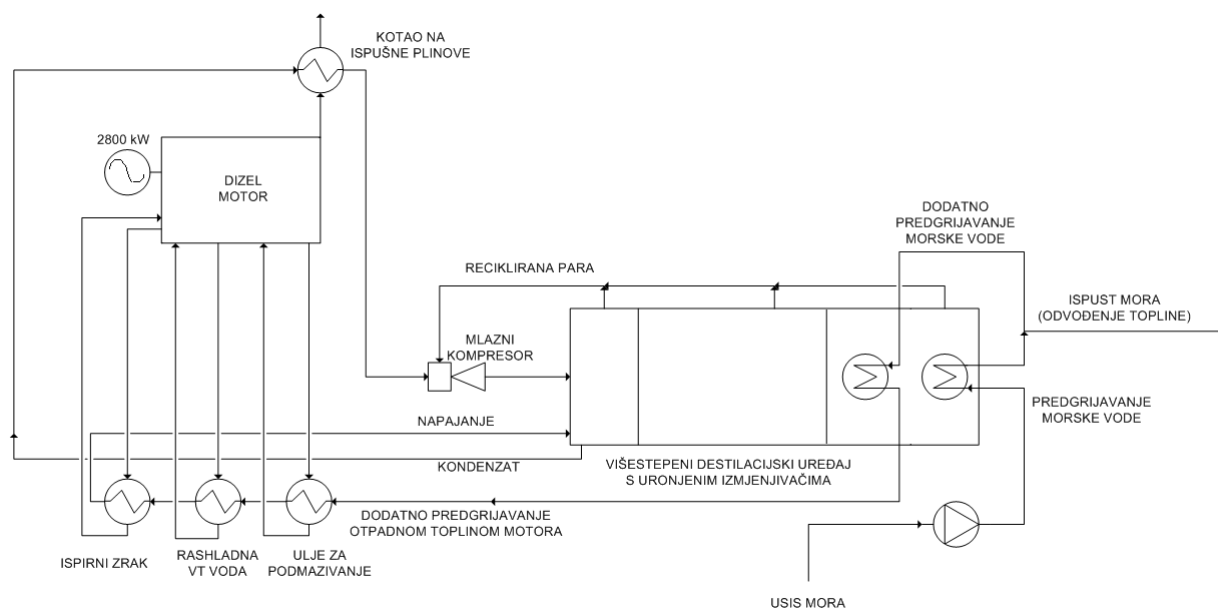 KOTAO NA
ISPUŠNE PLINOVE
2800 kW
DIZEL
MOTOR
DODATNO
PREDGRIJAVANJE
MORSKE VODE
RECIKLIRANA PARA
ISPUST MORA
(ODVOĐENJE TOPLINE)
MLAZNI
KOMPRESOR
PREDGRIJAVANJE
MORSKE VODE
NAPAJANJE
KONDENZAT
VIŠESTEPENI DESTILACIJSKI UREĐAJ
S URONJENIM IZMJENJIVAČIMA
DODATNO PREDGRIJAVANJE
OTPADNOM TOPLINOM MOTORA
ISPIRNI ZRAK
RASHLADNA
VT VODA
ULJE ZA
PODMAZIVANJE
USIS MORA